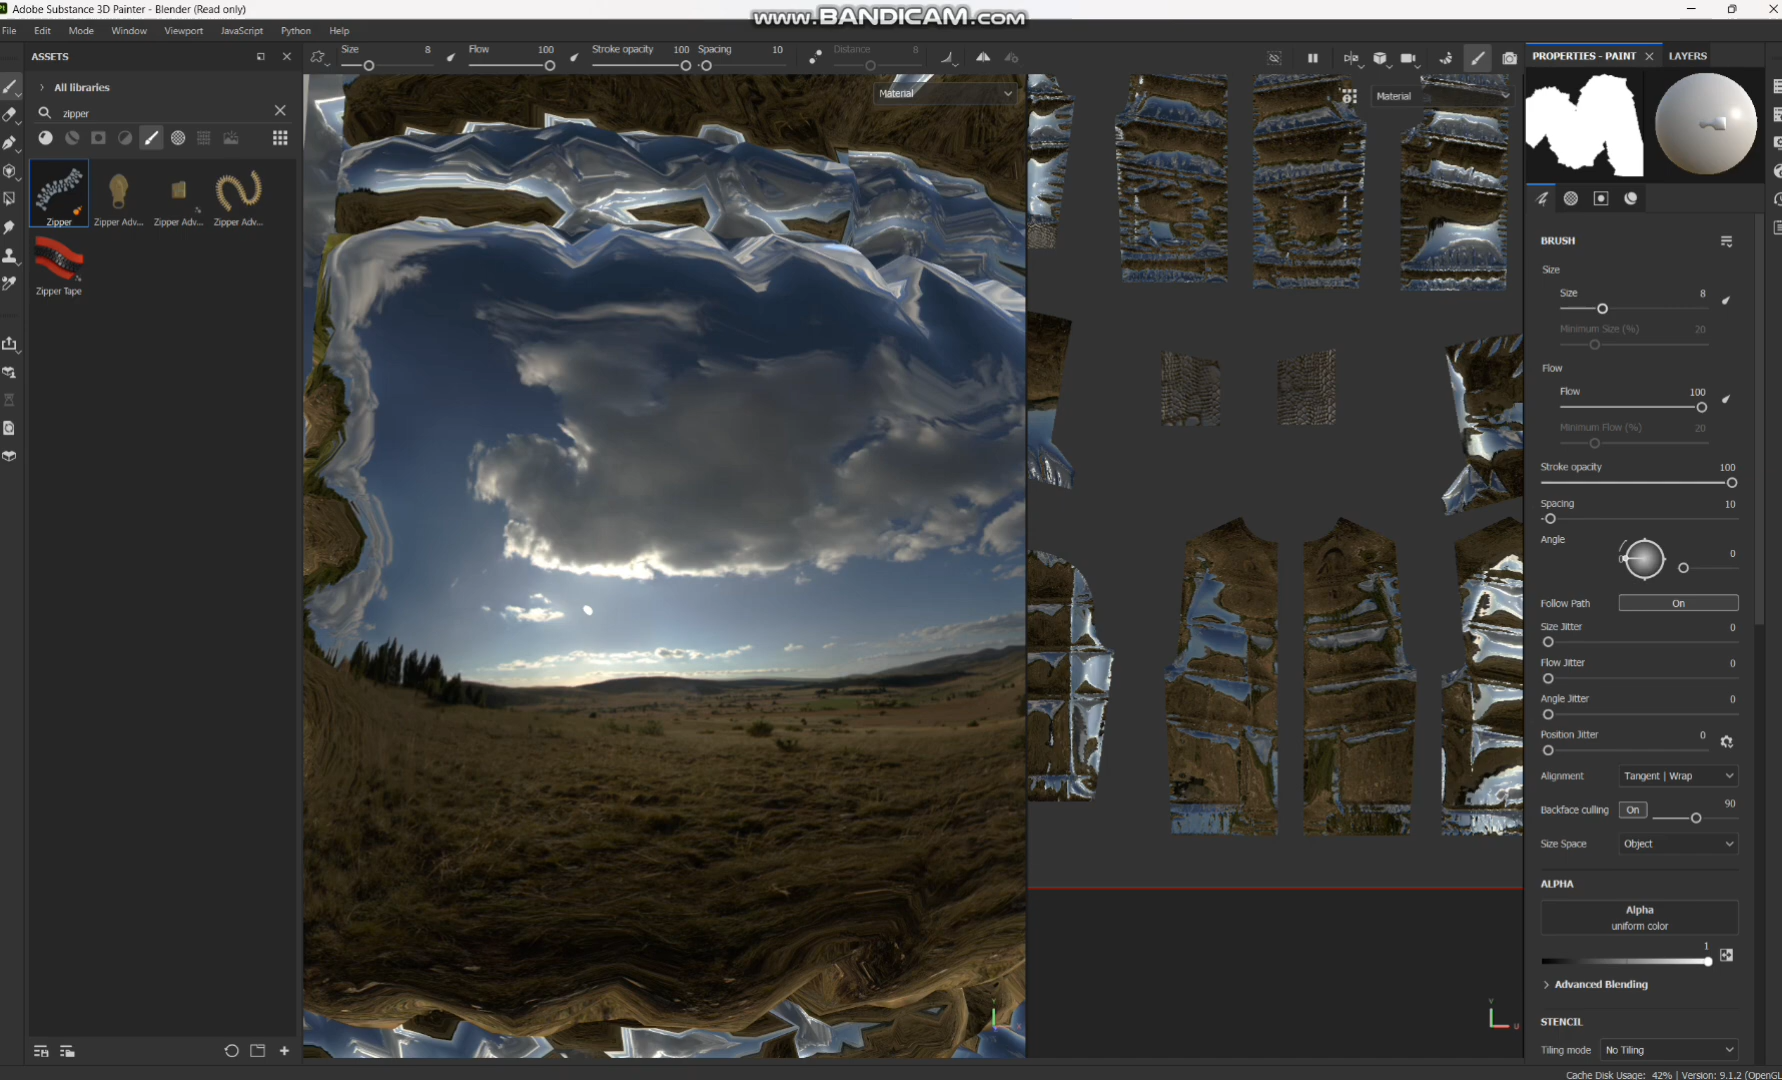 Adobe Substance 3D Painter - Blender (Read only)
www.BANDICAM.com
File Edit Mode Window Viewport JavaScript Python Help
ASSETS
Size 8
Flow 100
Stroke opacity 100
Spacing 10
Distance 8
PROPERTIES - PAINT
LAYERS
All libraries
zipper
Material
Material
Zipper
Zipper Adv...
Zipper Adv...
Zipper Adv...
Zipper Tape
BRUSH
Size
Size 8
Minimum Size (%) 20
Flow
Flow 100
Minimum Flow (%) 20
Stroke opacity 100
Spacing 10
Angle 0
Follow Path On
Size Jitter 0
Flow Jitter 0
Angle Jitter 0
Position Jitter 0
Alignment Tangent | Wrap
Backface culling On 90
Size Space Object
ALPHA
Alpha
uniform color
1
Advanced Blending
STENCIL
Tiling mode No Tiling
Cache Disk Usage: 42% | Version: 9.1.2 (OpenGL